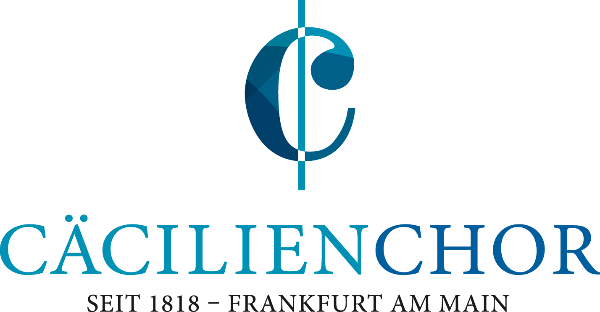 C
CÄCILIENCHOR
SEIT 1818 – FRANKFURT AM MAIN